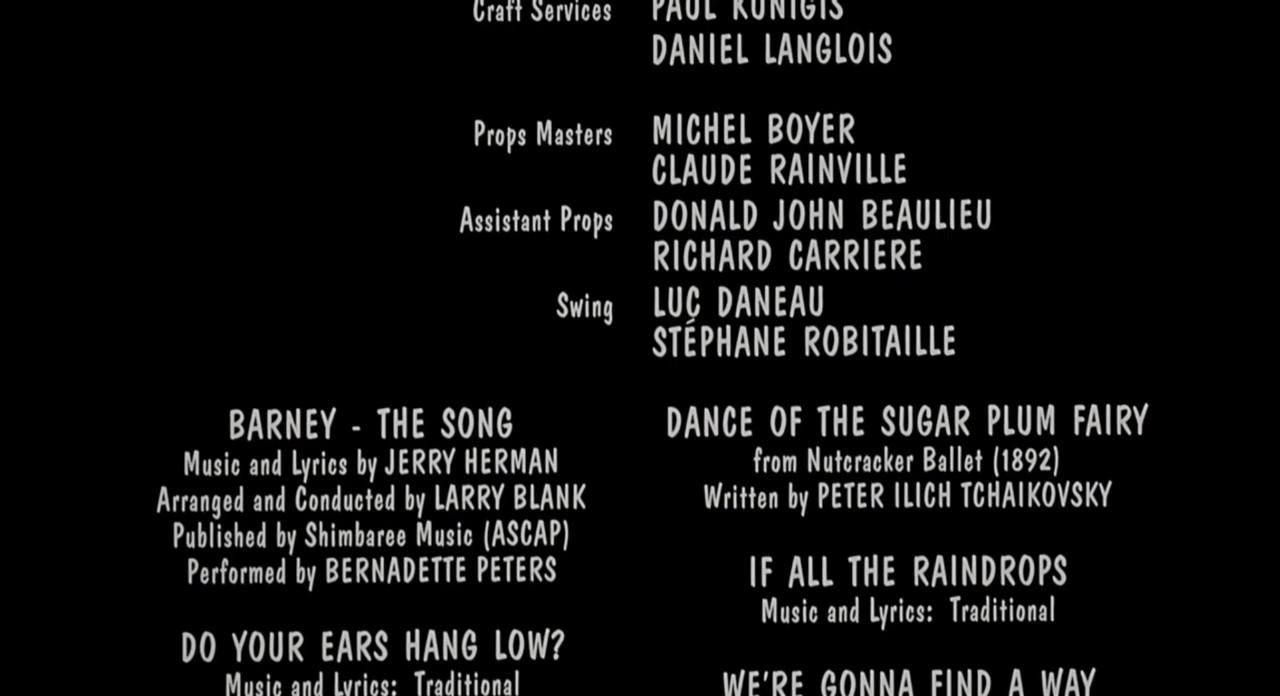 Craft Services PAUL KUNIGIS
DANIEL LANGLOIS
Props Masters MICHEL BOYER
CLAUDE RAINVILLE
Assistant Props DONALD JOHN BEAULIEU
RICHARD CARRIERE
Swing LUC DANEAU
STÉPHANE ROBITAILLE
BARNEY - THE SONG
Music and Lyrics by JERRY HERMAN
Arranged and Conducted by LARRY BLANK
Published by Shimbaree Music (ASCAP)
Performed by BERNADETTE PETERS
DO YOUR EARS HANG LOW?
Music and Lyrics: Traditional
DANCE OF THE SUGAR PLUM FAIRY
from Nutcracker Ballet (1892)
Written by PETER ILICH TCHAIKOVSKY
IF ALL THE RAINDROPS
Music and Lyrics: Traditional
WE'RE GONNA FIND A WAY